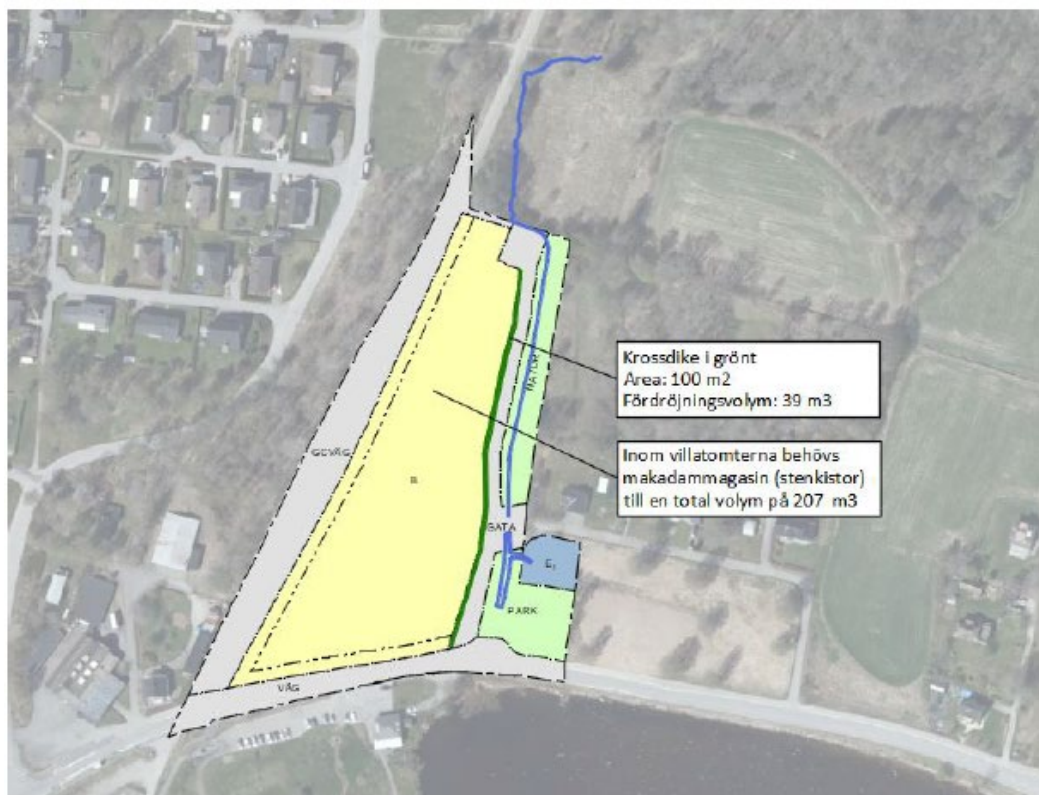 Krossdike i grönt
Area: 100 m2
Fördröjningsvolym: 39 m3
NATUR
Inom villatomterna behövs
makadammagasin (stenkistor)
till en total volym på 207 m3
GCVÄG
B
GATA
E₁
PARK
VÄG